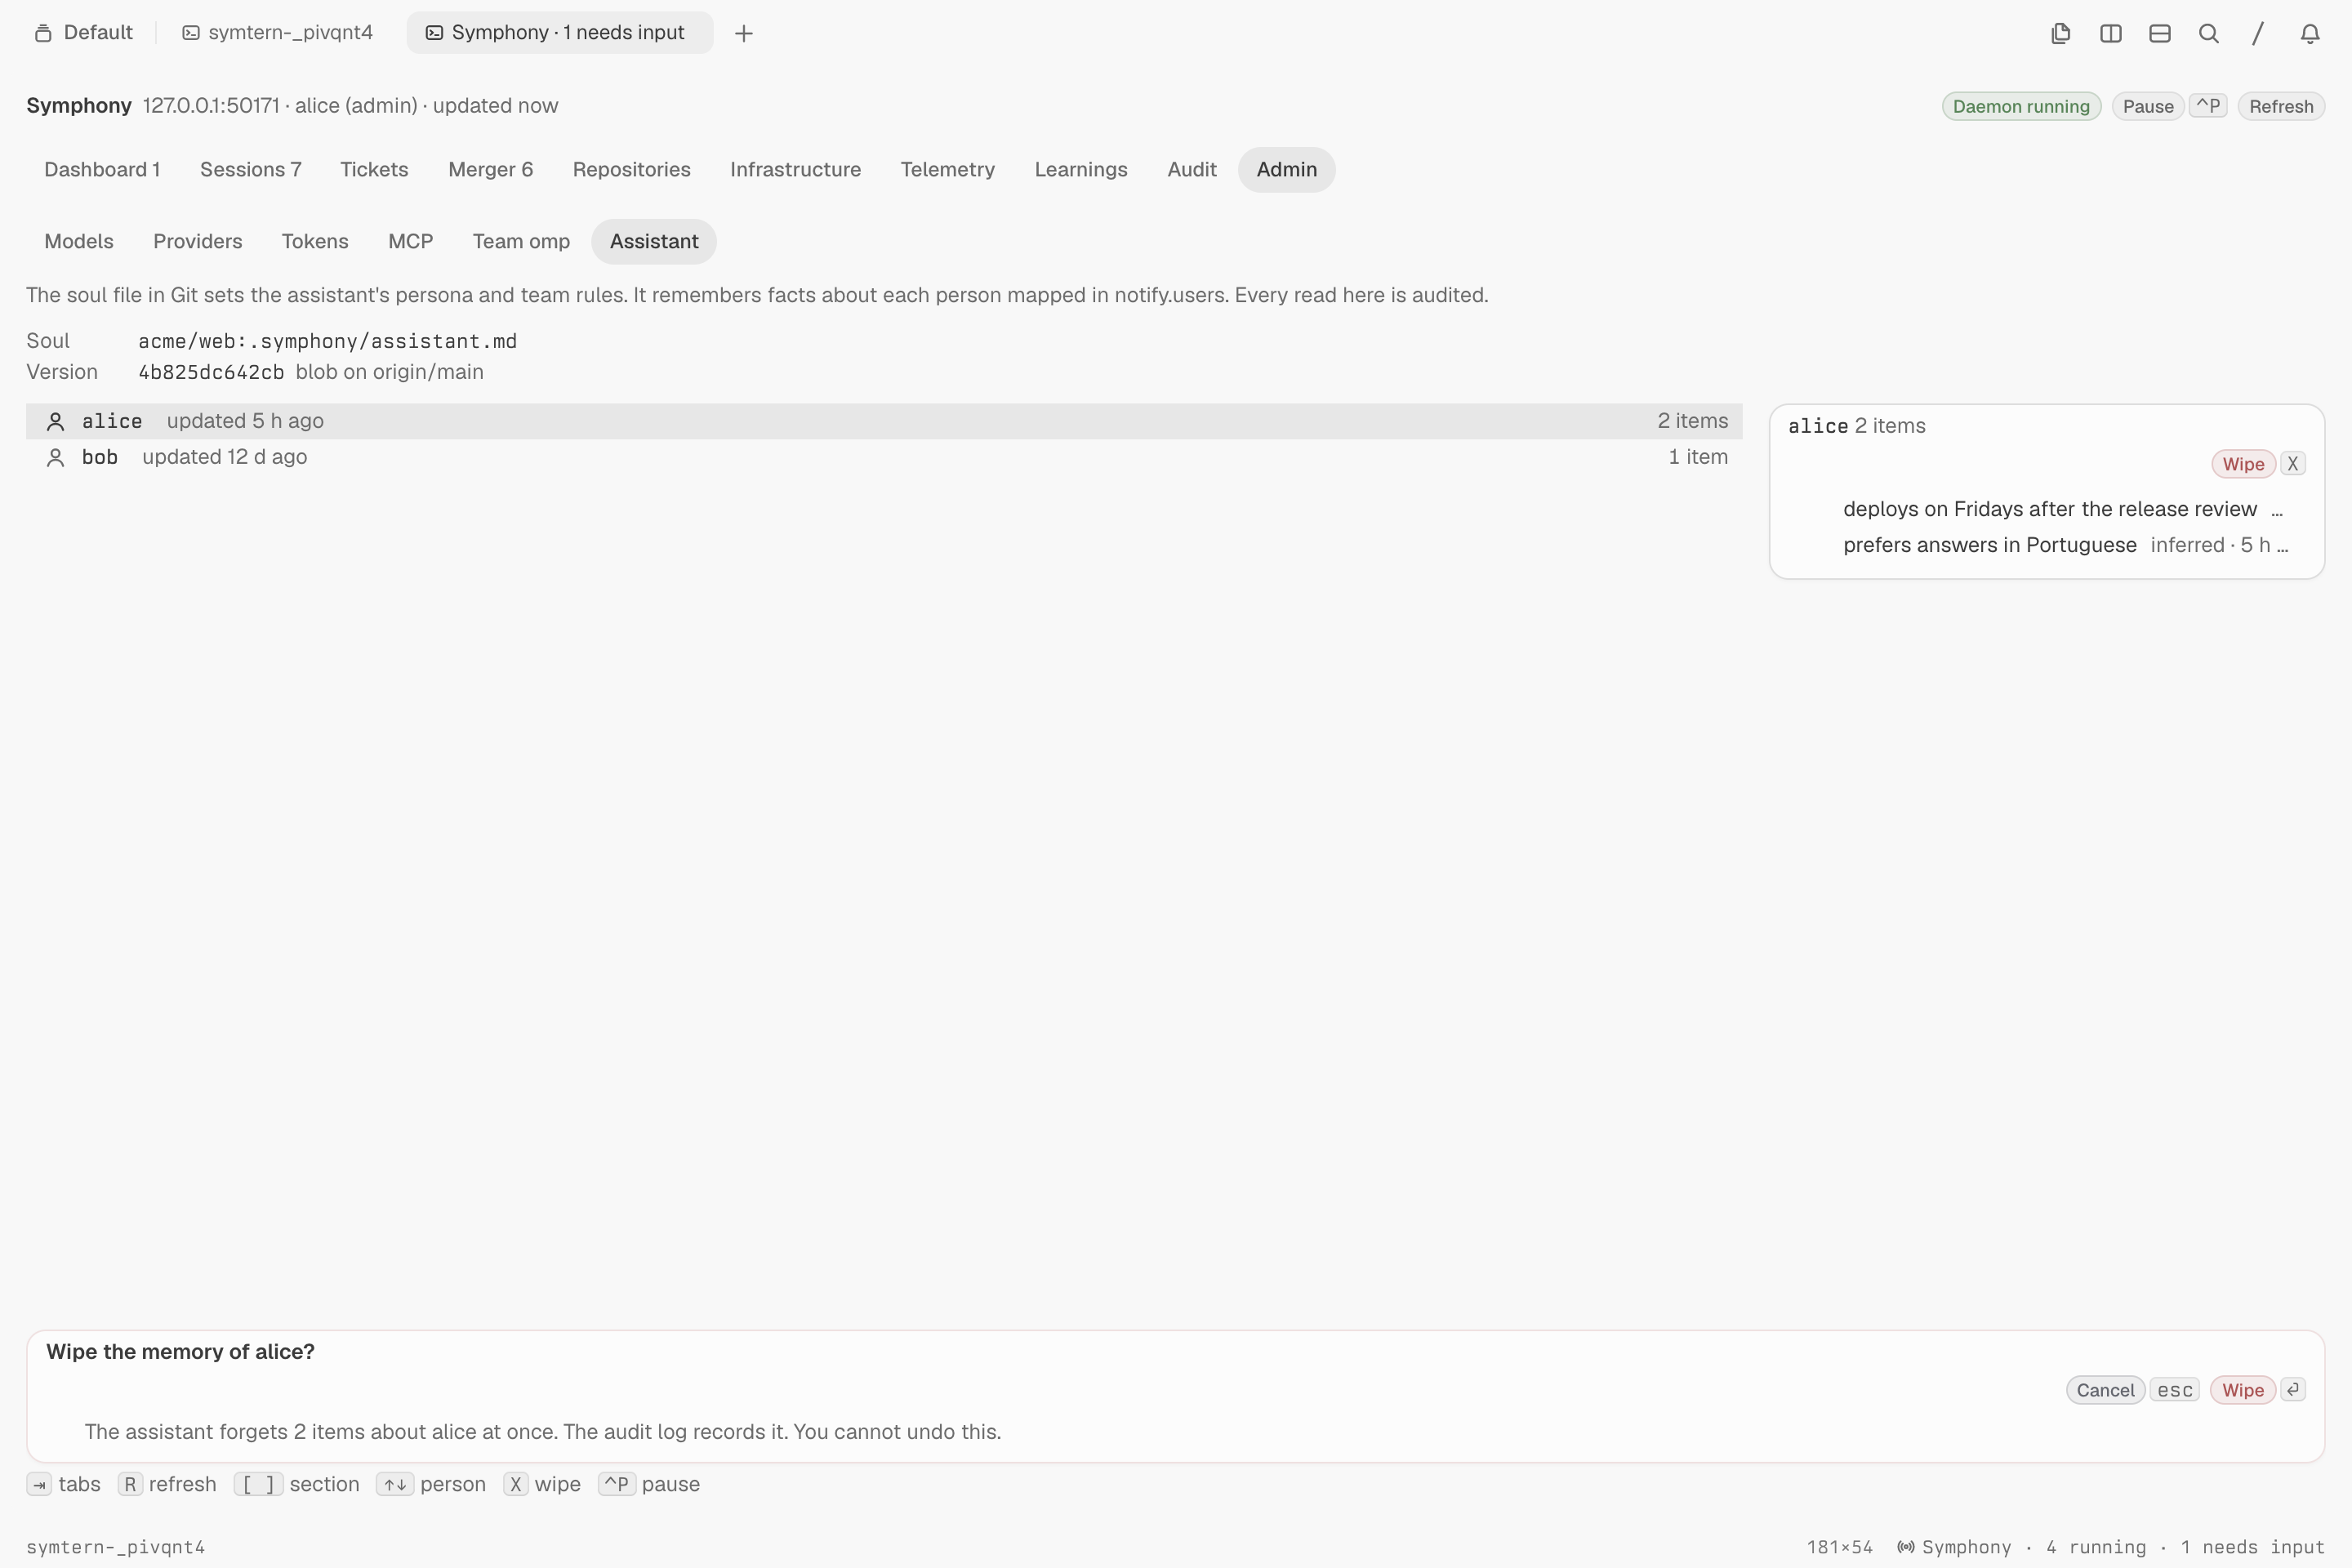 Default symtern-_pivqnt4 Symphony · 1 needs input +
Symphony 127.0.0.1:50171 · alice (admin) · updated now Daemon running Pause ^P Refresh
Dashboard 1 Sessions 7 Tickets Merger 6 Repositories Infrastructure Telemetry Learnings Audit Admin
Models Providers Tokens MCP Team omp Assistant
The soul file in Git sets the assistant's persona and team rules. It remembers facts about each person mapped in notify.users. Every read here is audited.
Soul acme/web:.symphony/assistant.md
Version 4b825dc642cb blob on origin/main
alice updated 5 h ago 2 items
bob updated 12 d ago 1 item
alice 2 items
Wipe X
deploys on Fridays after the release review …
prefers answers in Portuguese inferred · 5 h …
Wipe the memory of alice?
Cancel esc Wipe ⏎
The assistant forgets 2 items about alice at once. The audit log records it. You cannot undo this.
⇥ tabs R refresh [ ] section ↑↓ person X wipe ^P pause
symtern-_pivqnt4 181×54 Symphony · 4 running · 1 needs input